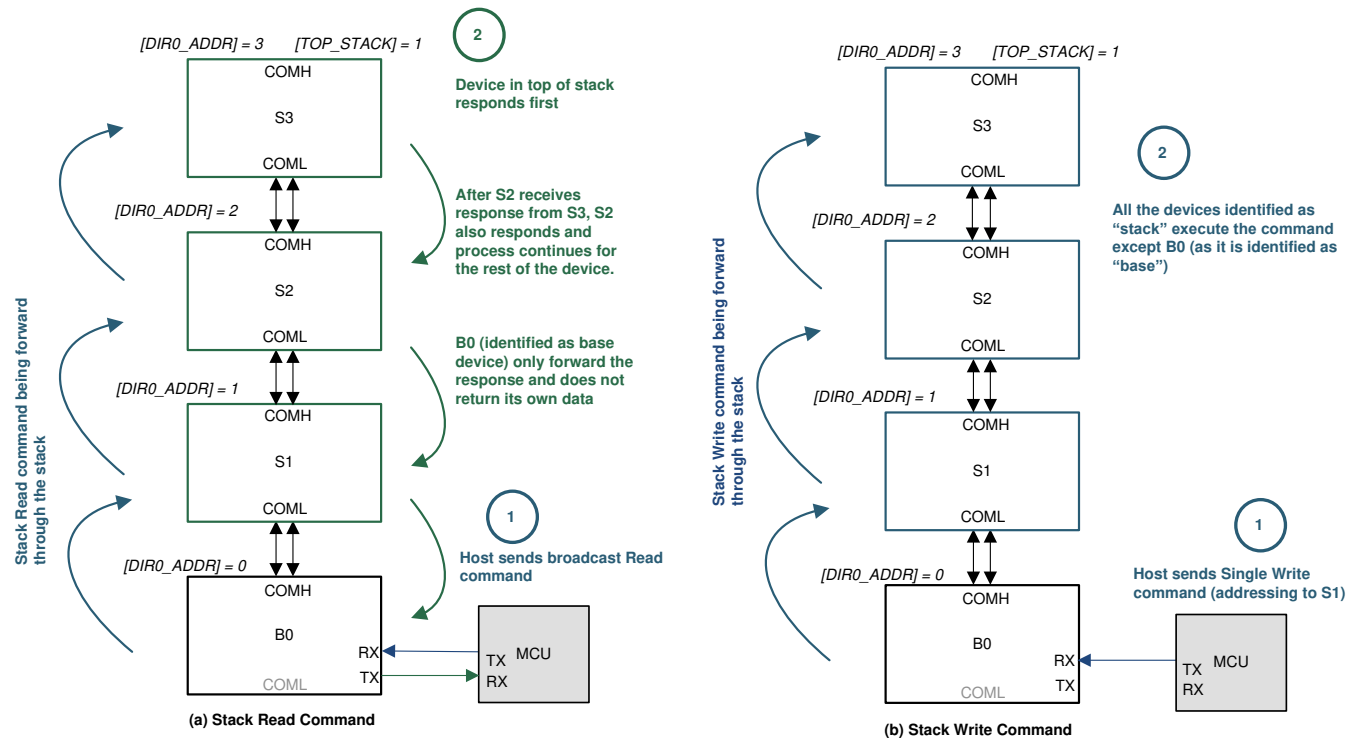 [DIR0_ADDR] = 3 [TOP_STACK] = 1
COMH
S3
COML
[DIR0_ADDR] = 2
COMH
S2
COML
[DIR0_ADDR] = 1
COMH
S1
COML
[DIR0_ADDR] = 0
COMH
B0
RX
TX
COML
TX
MCU
RX
Stack Read command being forward
through the stack
2
Device in top of stack
responds first
After S2 receives
response from S3, S2
also responds and
process continues for
the rest of the device.
B0 (identified as base
device) only forward the
response and does not
return its own data
1
Host sends broadcast Read
command
(a) Stack Read Command
[DIR0_ADDR] = 3 [TOP_STACK] = 1
COMH
S3
COML
[DIR0_ADDR] = 2
COMH
S2
COML
[DIR0_ADDR] = 1
COMH
S1
COML
[DIR0_ADDR] = 0
COMH
B0
RX
TX
COML
TX
MCU
RX
Stack Write command being forward
through the stack
2
All the devices identified as
“stack” execute the command
except B0 (as it is identified as
“base”)
1
Host sends Single Write
command (addressing to S1)
(b) Stack Write Command